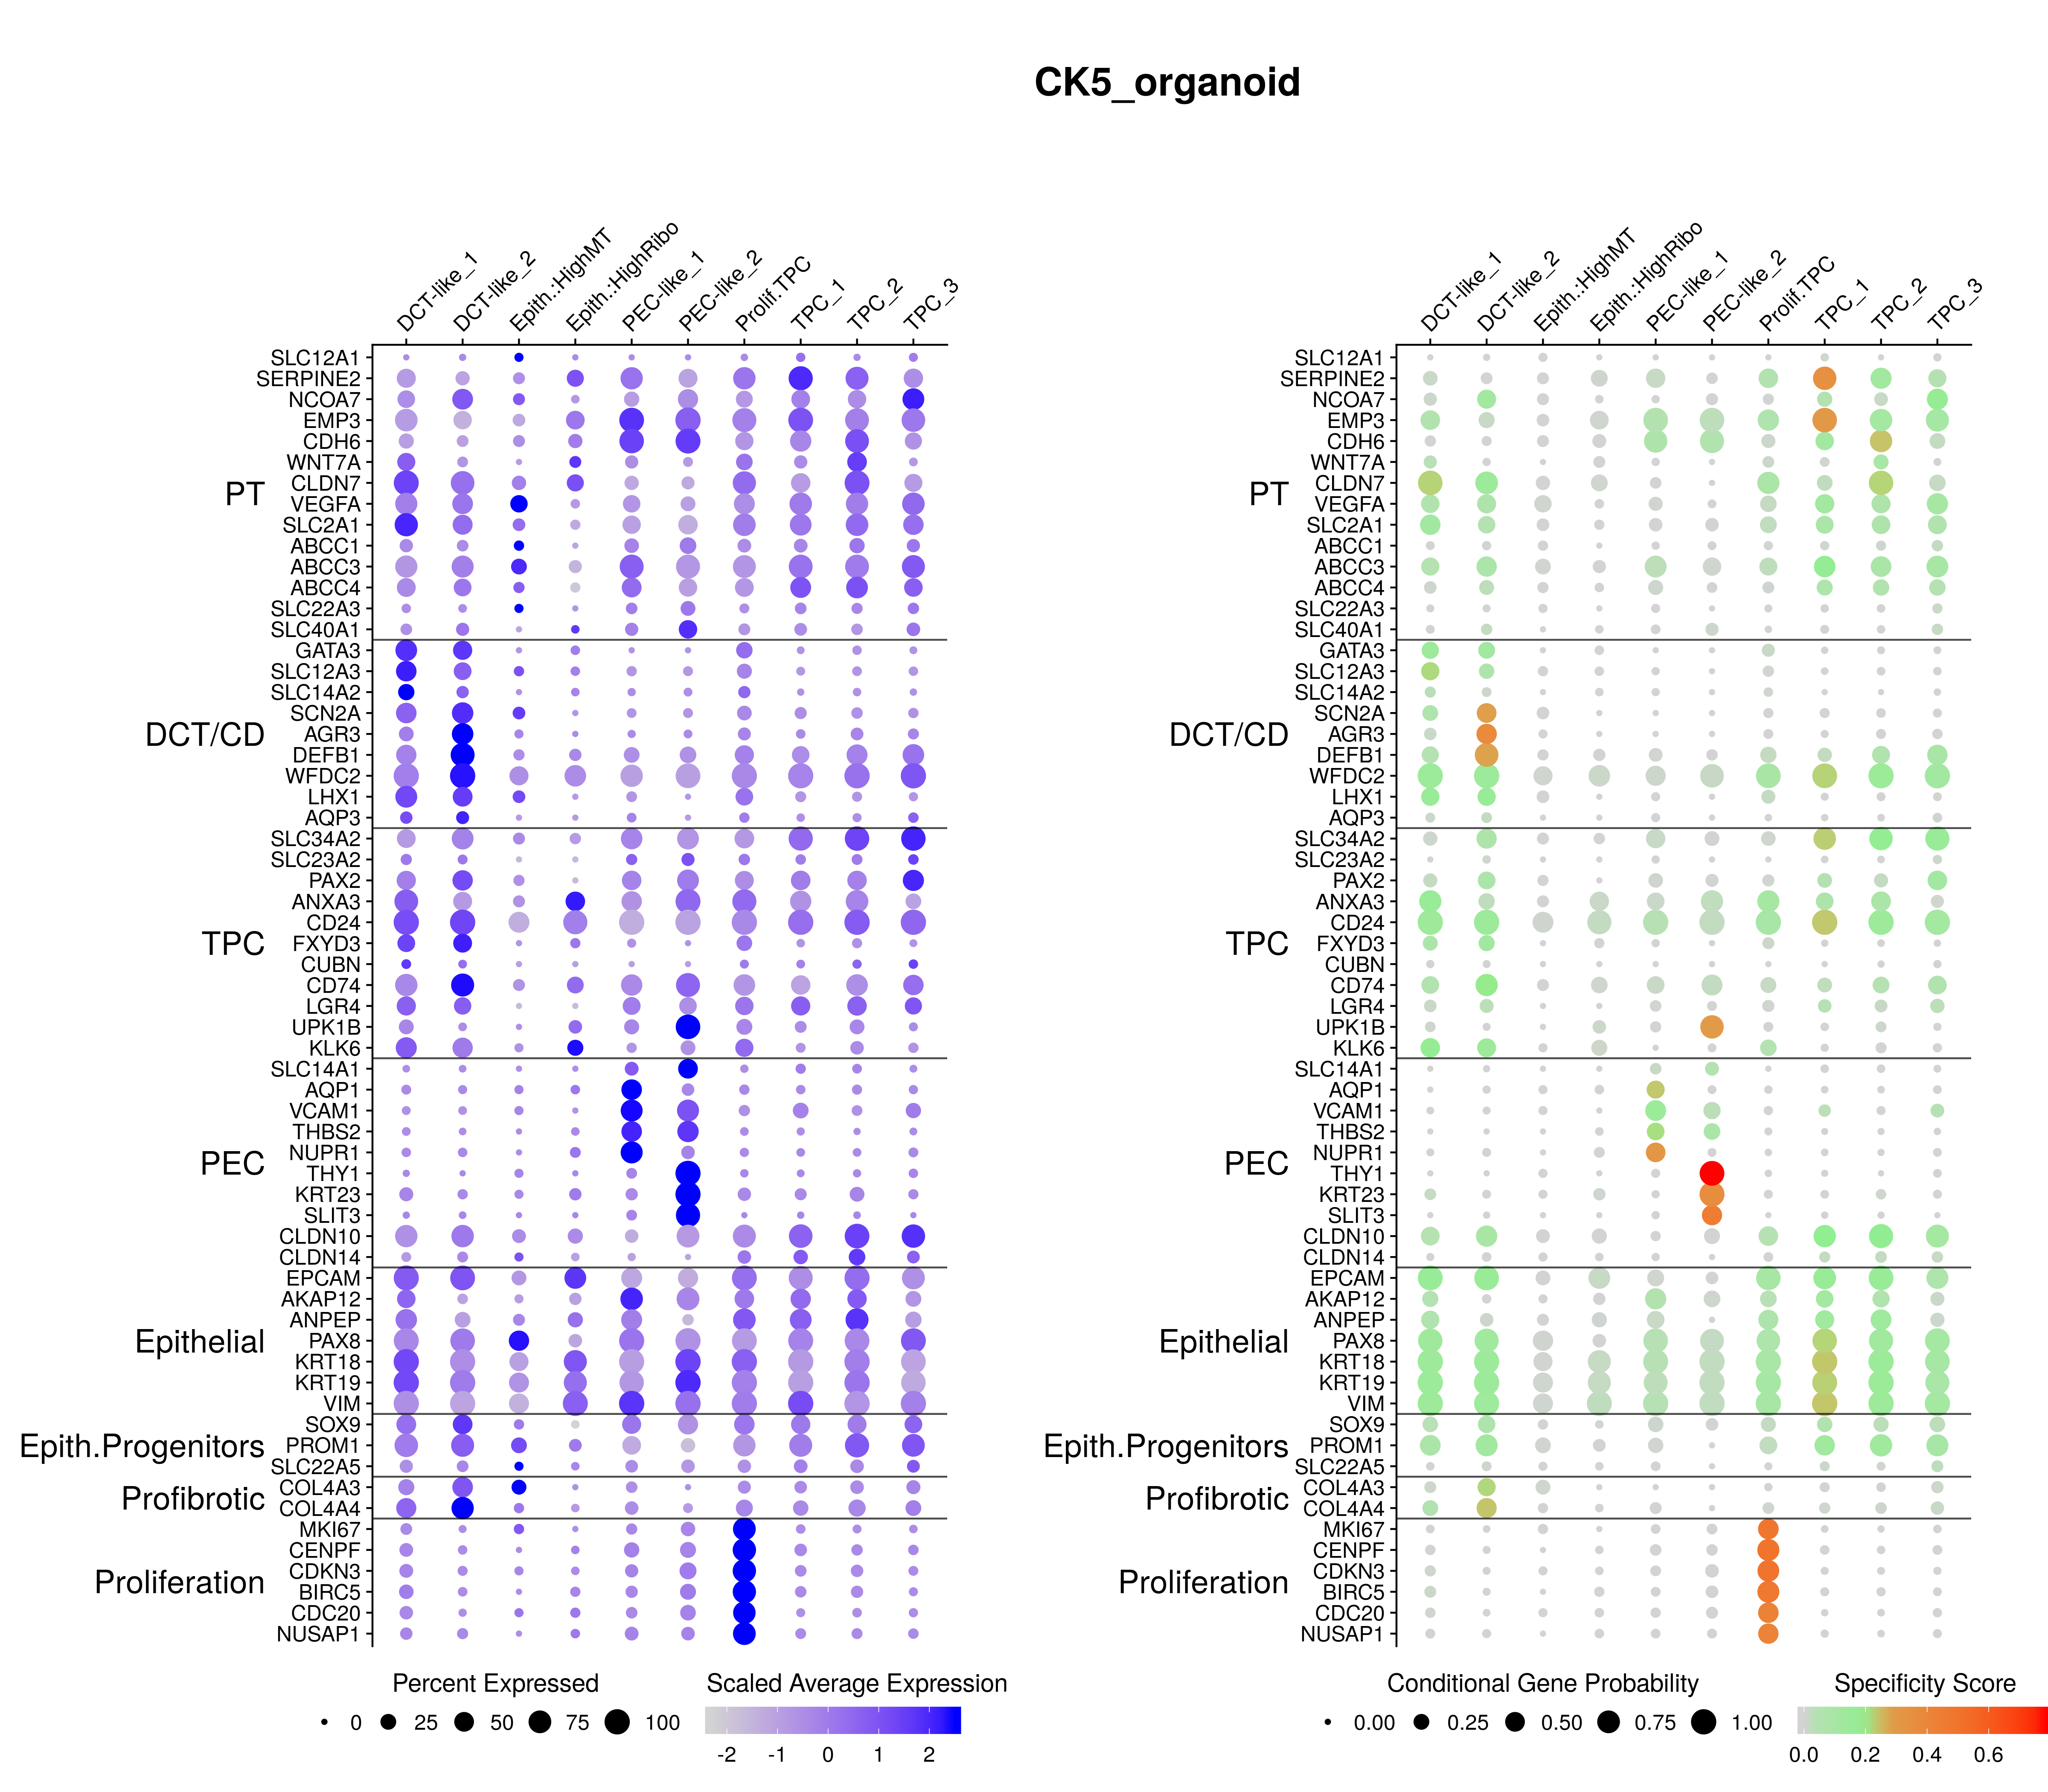 CK5_organoid
DCT-like_1
DCT-like_2
Epith::HighMT
Epith::HighRibo
PEC-like_1
PEC-like_2
Prolif.TPC
TPC_1
TPC_2
TPC_3
SLC12A1
SERPINE2
NCOA7
EMP3
CDH6
WNT7A
CLDN7
VEGFA
SLC2A1
ABCC1
ABCC3
ABCC4
SLC22A3
SLC40A1
GATA3
SLC12A3
SLC14A2
SCN2A
AGR3
DEFB1
WFDC2
LHX1
AQP3
SLC34A2
SLC23A2
PAX2
ANXA3
CD24
FXYD3
CUBN
CD74
LGR4
UPK1B
KLK6
SLC14A1
AQP1
VCAM1
THBS2
NUPR1
THY1
KRT23
SLIT3
CLDN10
CLDN14
EPCAM
AKAP12
ANPEP
PAX8
KRT18
KRT19
VIM
SOX9
PROM1
SLC22A5
COL4A3
COL4A4
MKI67
CENPF
CDKN3
BIRC5
CDC20
NUSAP1
PT
DCT/CD
TPC
PEC
Epithelial
Epith.Progenitors
Profibrotic
Proliferation
Percent Expressed
0 25 50 75 100
Scaled Average Expression
-2 -1 0 1 2
DCT-like_1
DCT-like_2
Epith::HighMT
Epith::HighRibo
PEC-like_1
PEC-like_2
Prolif.TPC
TPC_1
TPC_2
TPC_3
SLC12A1
SERPINE2
NCOA7
EMP3
CDH6
WNT7A
CLDN7
VEGFA
SLC2A1
ABCC1
ABCC3
ABCC4
SLC22A3
SLC40A1
GATA3
SLC12A3
SLC14A2
SCN2A
AGR3
DEFB1
WFDC2
LHX1
AQP3
SLC34A2
SLC23A2
PAX2
ANXA3
CD24
FXYD3
CUBN
CD74
LGR4
UPK1B
KLK6
SLC14A1
AQP1
VCAM1
THBS2
NUPR1
THY1
KRT23
SLIT3
CLDN10
CLDN14
EPCAM
AKAP12
ANPEP
PAX8
KRT18
KRT19
VIM
SOX9
PROM1
SLC22A5
COL4A3
COL4A4
MKI67
CENPF
CDKN3
BIRC5
CDC20
NUSAP1
PT
DCT/CD
TPC
PEC
Epithelial
Epith.Progenitors
Profibrotic
Proliferation
Conditional Gene Probability
0.00 0.25 0.50 0.75 1.00
Specificity Score
0.0 0.2 0.4 0.6